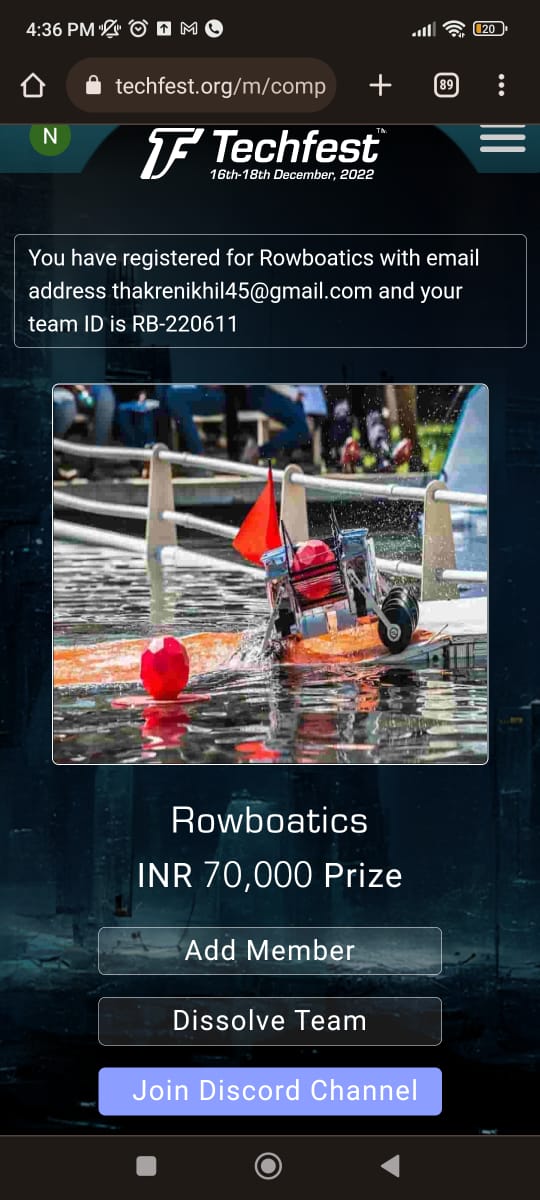 4:36 PM
20
techfest.org/m/comp
89
N
Techfest™
16th-18th December, 2022
You have registered for Rowboatics with email
address thakrenikhil45@gmail.com and your
team ID is RB-220611
Rowboatics
INR 70,000 Prize
Add Member
Dissolve Team
Join Discord Channel